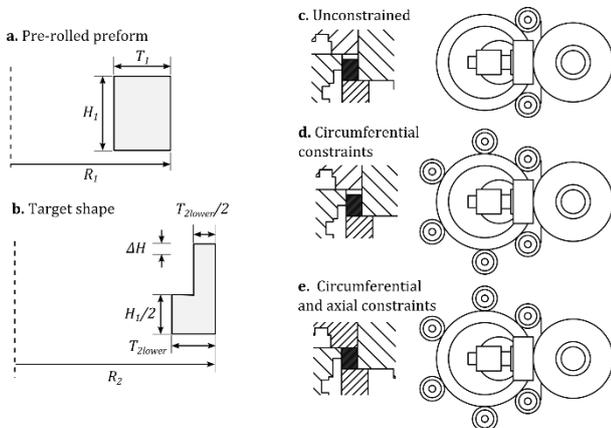 a. Pre-rolled preform
T1
H1
R1
b. Target shape
T2lower/2
ΔH
H1/2
T2lower
R2
c. Unconstrained
d. Circumferential
constraints
e. Circumferential
and axial constraints